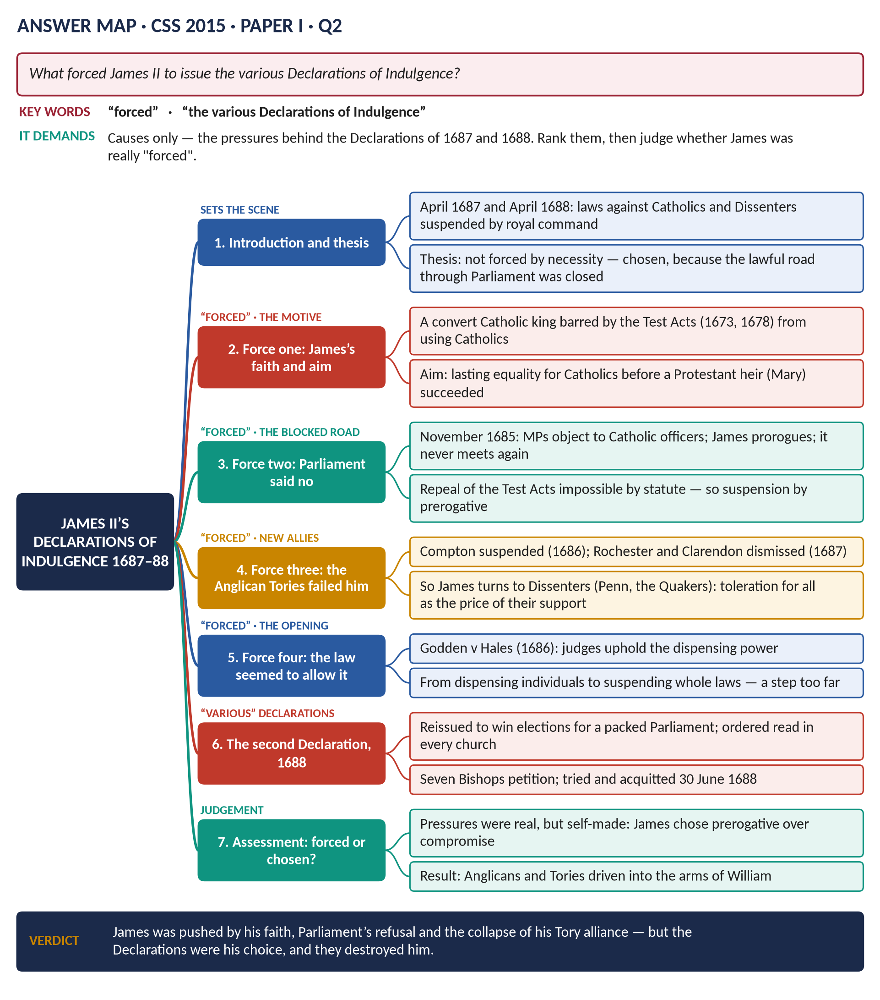 ANSWER MAP · CSS 2015 · PAPER I · Q2
What forced James II to issue the various Declarations of Indulgence?
KEY WORDS “forced” · “the various Declarations of Indulgence”
IT DEMANDS Causes only — the pressures behind the Declarations of 1687 and 1688. Rank them, then judge whether James was
really "forced".
JAMES II’S
DECLARATIONS OF
INDULGENCE 1687–88
SETS THE SCENE
1. Introduction and thesis
April 1687 and April 1688: laws against Catholics and Dissenters
suspended by royal command
Thesis: not forced by necessity — chosen, because the lawful road
through Parliament was closed
“FORCED” · THE MOTIVE
2. Force one: James’s
faith and aim
A convert Catholic king barred by the Test Acts (1673, 1678) from
using Catholics
Aim: lasting equality for Catholics before a Protestant heir (Mary)
succeeded
“FORCED” · THE BLOCKED ROAD
3. Force two: Parliament
said no
November 1685: MPs object to Catholic officers; James prorogues; it
never meets again
Repeal of the Test Acts impossible by statute — so suspension by
prerogative
“FORCED” · NEW ALLIES
4. Force three: the
Anglican Tories failed him
Compton suspended (1686); Rochester and Clarendon dismissed (1687)
So James turns to Dissenters (Penn, the Quakers): toleration for all
as the price of their support
“FORCED” · THE OPENING
5. Force four: the law
seemed to allow it
Godden v Hales (1686): judges uphold the dispensing power
From dispensing individuals to suspending whole laws — a step too far
“VARIOUS” DECLARATIONS
6. The second Declaration,
1688
Reissued to win elections for a packed Parliament; ordered read in
every church
Seven Bishops petition; tried and acquitted 30 June 1688
JUDGEMENT
7. Assessment: forced or
chosen?
Pressures were real, but self-made: James chose prerogative over
compromise
Result: Anglicans and Tories driven into the arms of William
VERDICT James was pushed by his faith, Parliament’s refusal and the collapse of his Tory alliance — but the
Declarations were his choice, and they destroyed him.